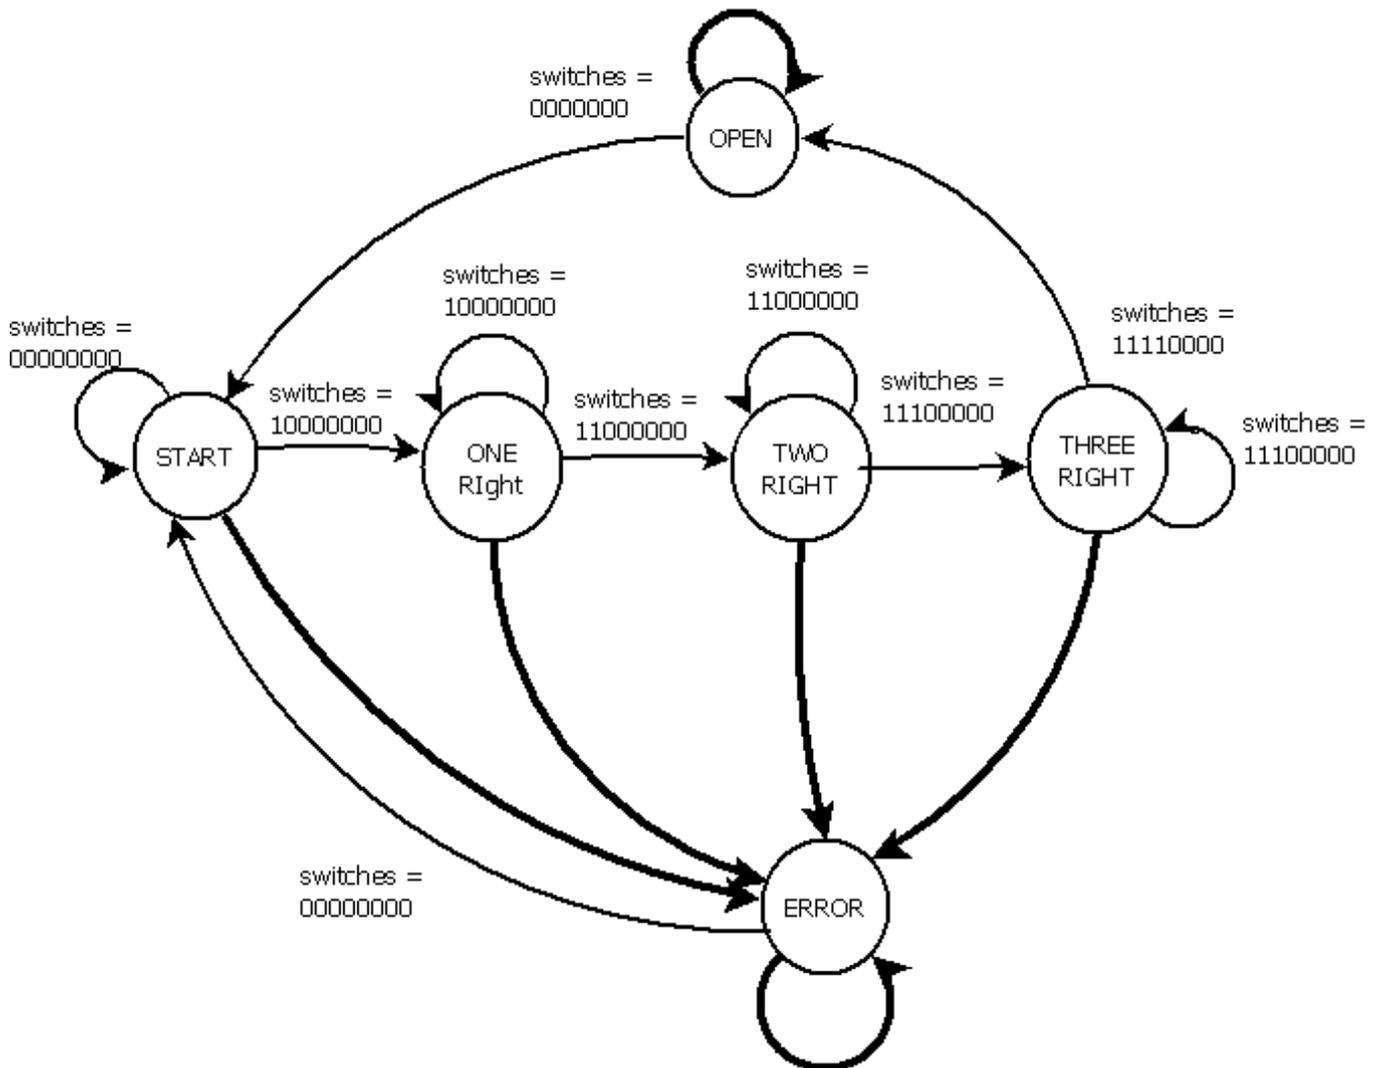 switches =
0000000
OPEN
switches =
10000000
switches =
11000000
switches =
11110000
switches =
00000000
switches =
10000000
switches =
11000000
switches =
11100000
switches =
11100000
START
ONE
RIght
TWO
RIGHT
THREE
RIGHT
switches =
00000000
ERROR